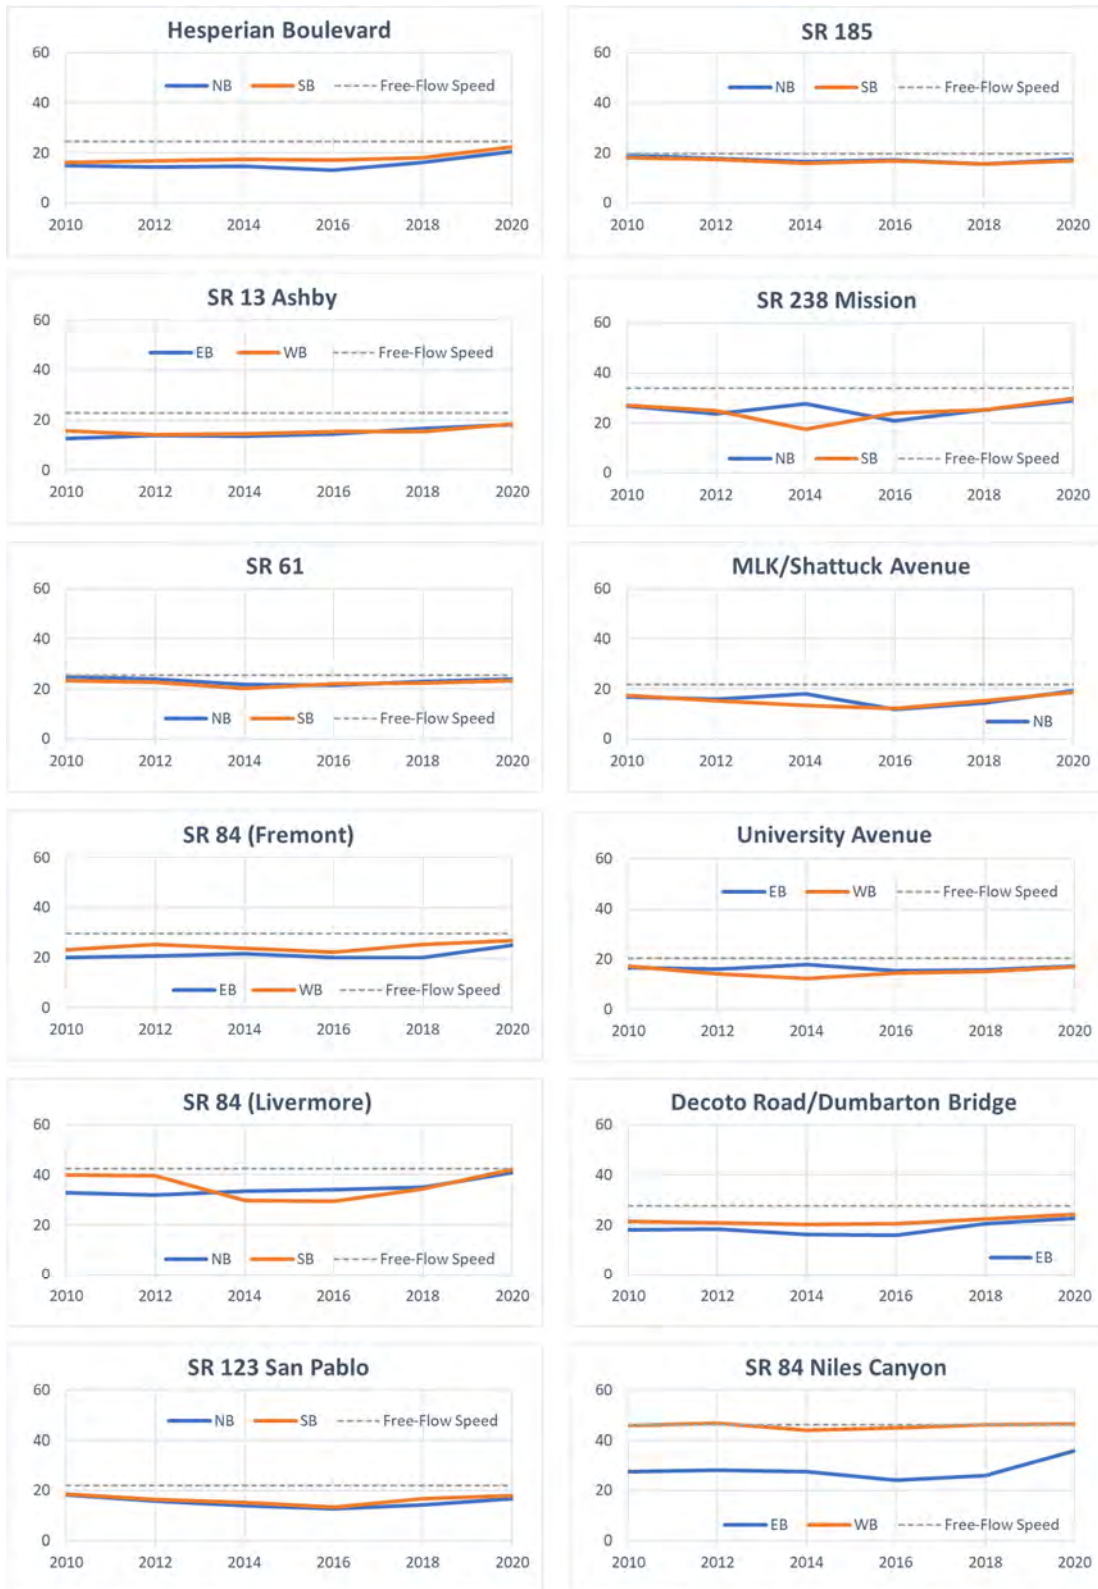 Hesperian Boulevard
60
NB SB Free-Flow Speed
40
20
0
2010 2012 2014 2016 2018 2020
SR 185
60
NB SB Free-Flow Speed
40
20
0
2010 2012 2014 2016 2018 2020
SR 13 Ashby
60
EB WB Free-Flow Speed
40
20
0
2010 2012 2014 2016 2018 2020
SR 238 Mission
60
40
20
NB SB Free-Flow Speed
0
2010 2012 2014 2016 2018 2020
SR 61
60
40
20
NB SB Free-Flow Speed
0
2010 2012 2014 2016 2018 2020
MLK/Shattuck Avenue
60
40
20
NB
0
2010 2012 2014 2016 2018 2020
SR 84 (Fremont)
60
40
20
EB WB Free-Flow Speed
0
2010 2012 2014 2016 2018 2020
University Avenue
60
EB WB Free-Flow Speed
40
20
0
2010 2012 2014 2016 2018 2020
SR 84 (Livermore)
60
40
20
NB SB Free-Flow Speed
0
2010 2012 2014 2016 2018 2020
Decoto Road/Dumbarton Bridge
60
40
20
EB
0
2010 2012 2014 2016 2018 2020
SR 123 San Pablo
60
NB SB Free-Flow Speed
40
20
0
2010 2012 2014 2016 2018 2020
SR 84 Niles Canyon
60
40
20
EB WB Free-Flow Speed
0
2010 2012 2014 2016 2018 2020